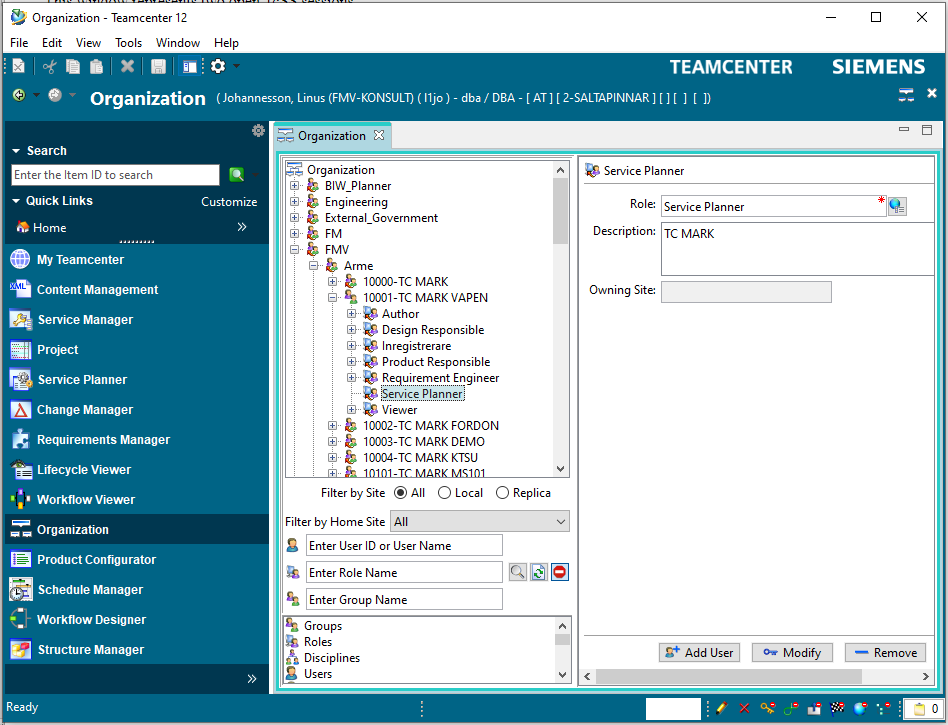 Organization - Teamcenter 12
File Edit View Tools Window Help
TEAMCENTER SIEMENS
Organization ( Johannesson, Linus (FMV-KONSULT) ( l1jo ) - dba / DBA - [ AT ] [ 2-SALTAPINNAR ] [ ] [ ] [ ])
Search
Enter the Item ID to search
Quick Links Customize
Home
My Teamcenter
Content Management
Service Manager
Project
Service Planner
Change Manager
Requirements Manager
Lifecycle Viewer
Workflow Viewer
Organization
Product Configurator
Schedule Manager
Workflow Designer
Structure Manager
Organization
Organization
BIW_Planner
Engineering
External_Government
FM
FMV
Arme
10000-TC MARK
10001-TC MARK VAPEN
Author
Design Responsible
Inregistrerare
Product Responsible
Requirement Engineer
Service Planner
Viewer
10002-TC MARK FORDON
10003-TC MARK DEMO
10004-TC MARK KTSU
10101-TC MARK MS101
Filter by Site All Local Replica
Filter by Home Site All
Enter User ID or User Name
Enter Role Name
Enter Group Name
Groups
Roles
Disciplines
Users
Service Planner
Role: Service Planner *
Description: TC MARK
Owning Site:
Add User Modify Remove
Ready 0